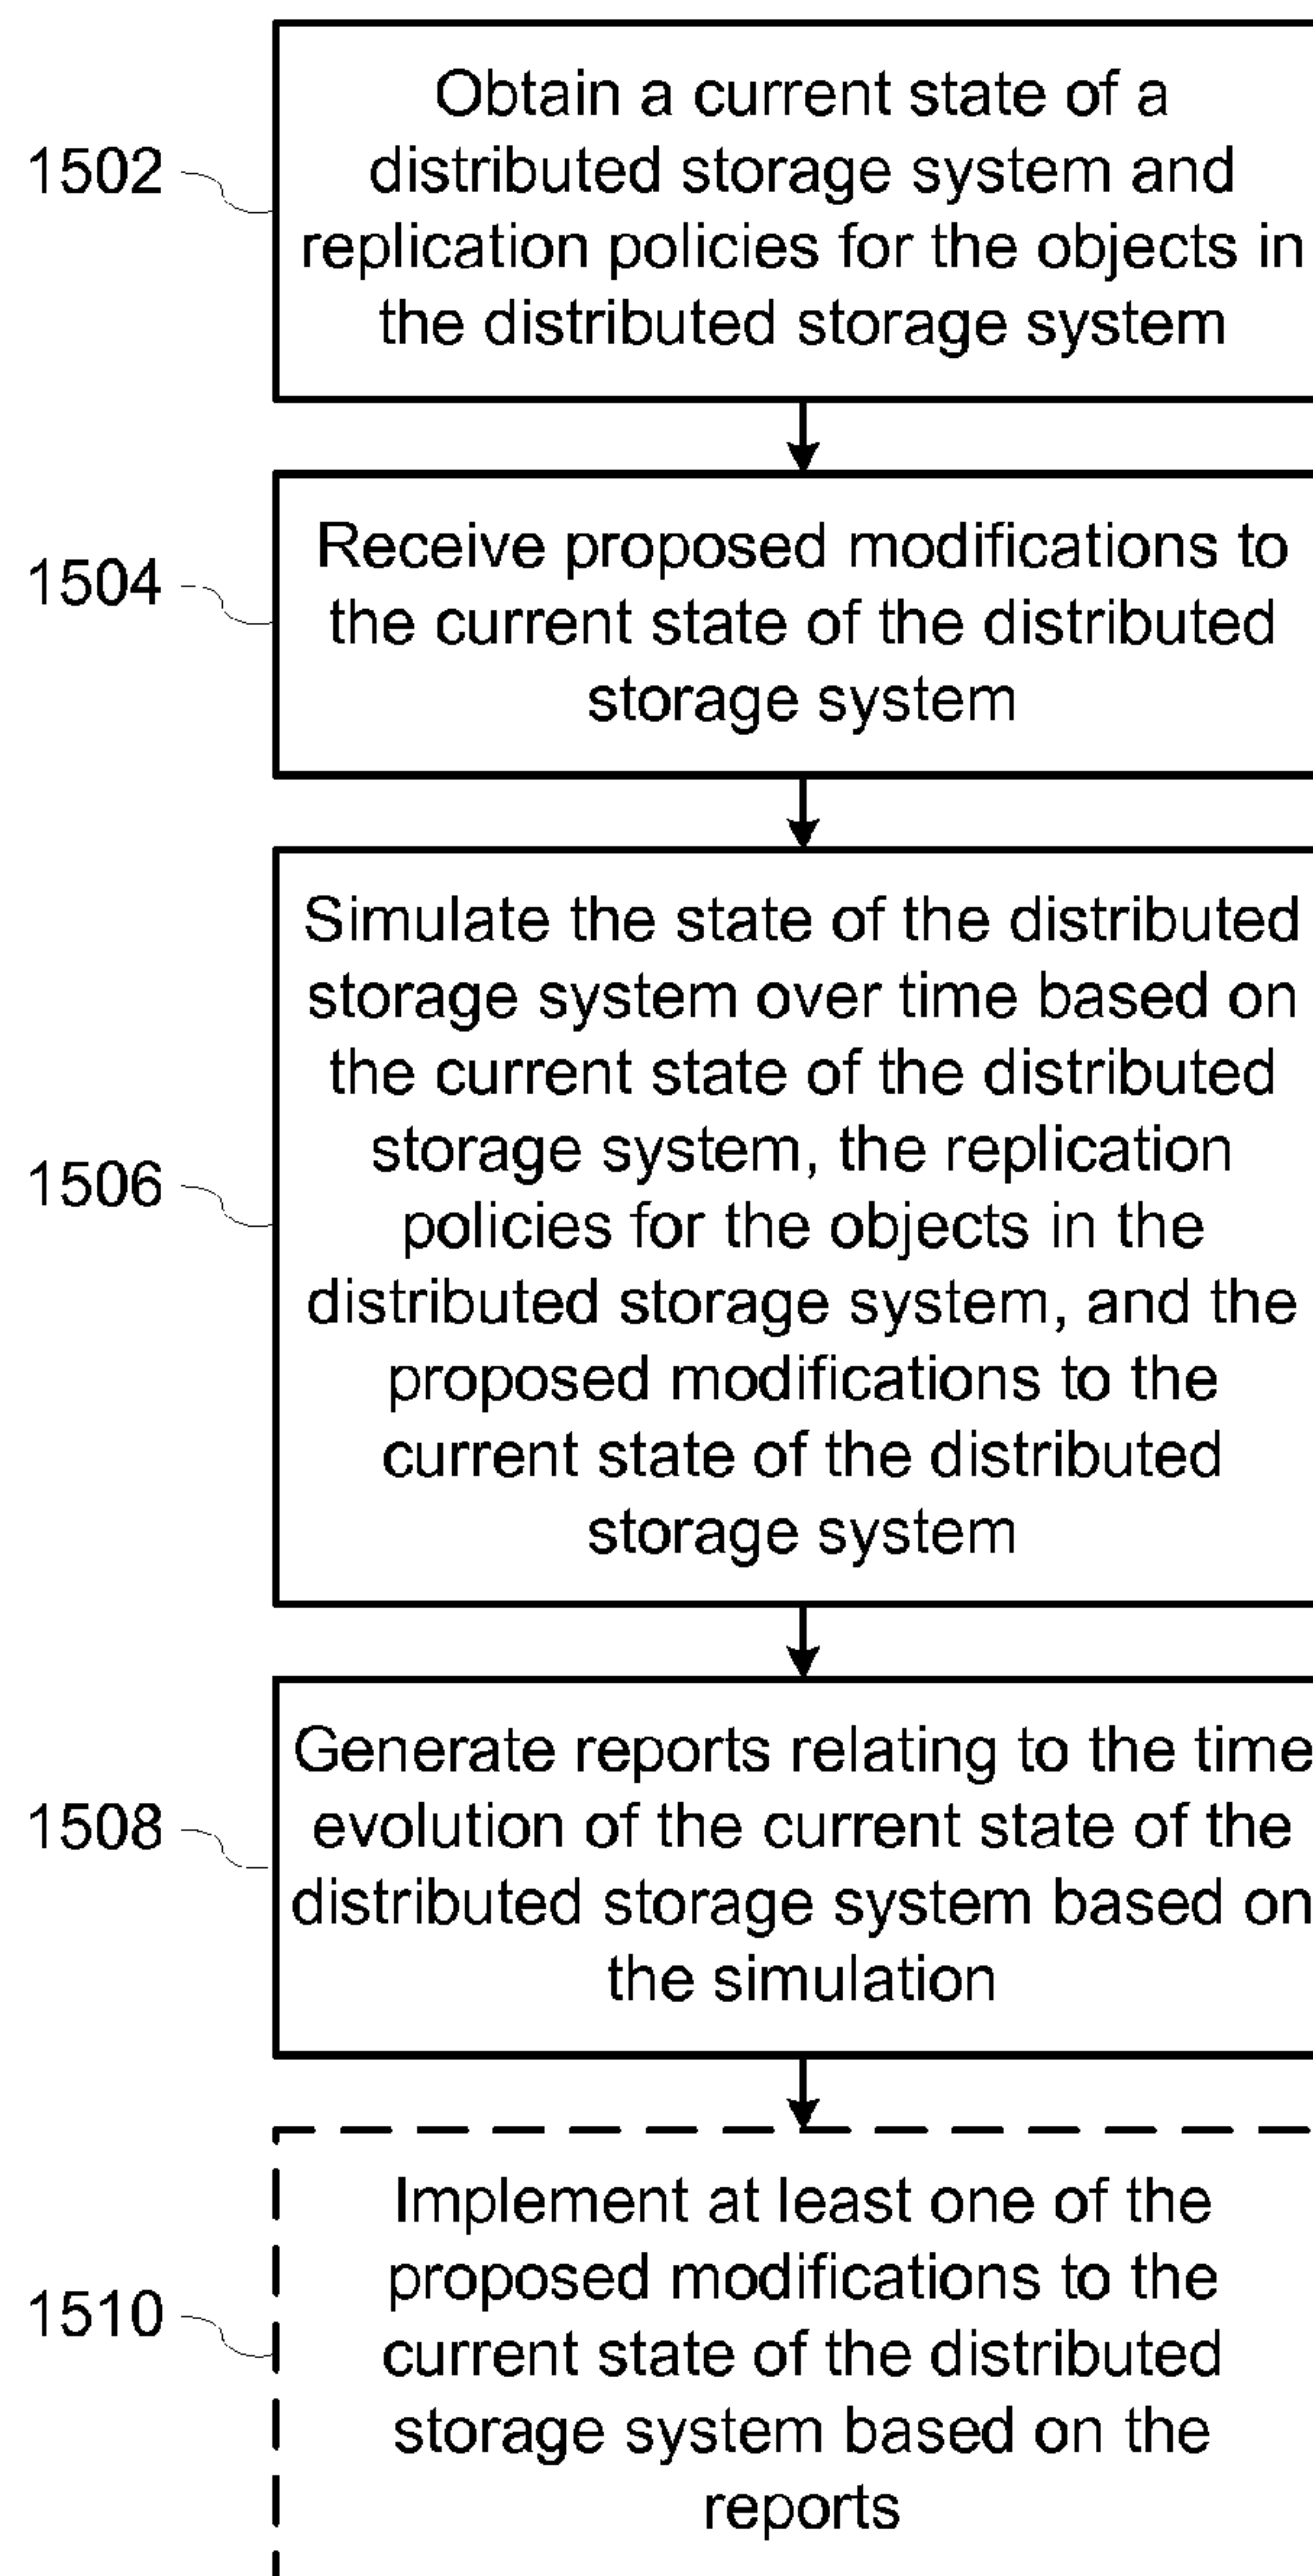 Obtain a current state of a
1502
distributed storage system and
replication policies for the objects in
the distributed storage system
Receive proposed modifications to
1504
the current state of the distributed
storage system
Simulate the state of the distributed
storage system over time based on
the current state of the distributed
storage system, the replication
1506
policies for the objects in the
distributed storage system, and the
proposed modifications to the
current state of the distributed
storage system
Generate reports relating to the time
1508
evolution of the current state of the
distributed storage system based on
the simulation
Implement at least one of the
proposed modifications to the
1510
current state of the distributed
storage system based on the
reports